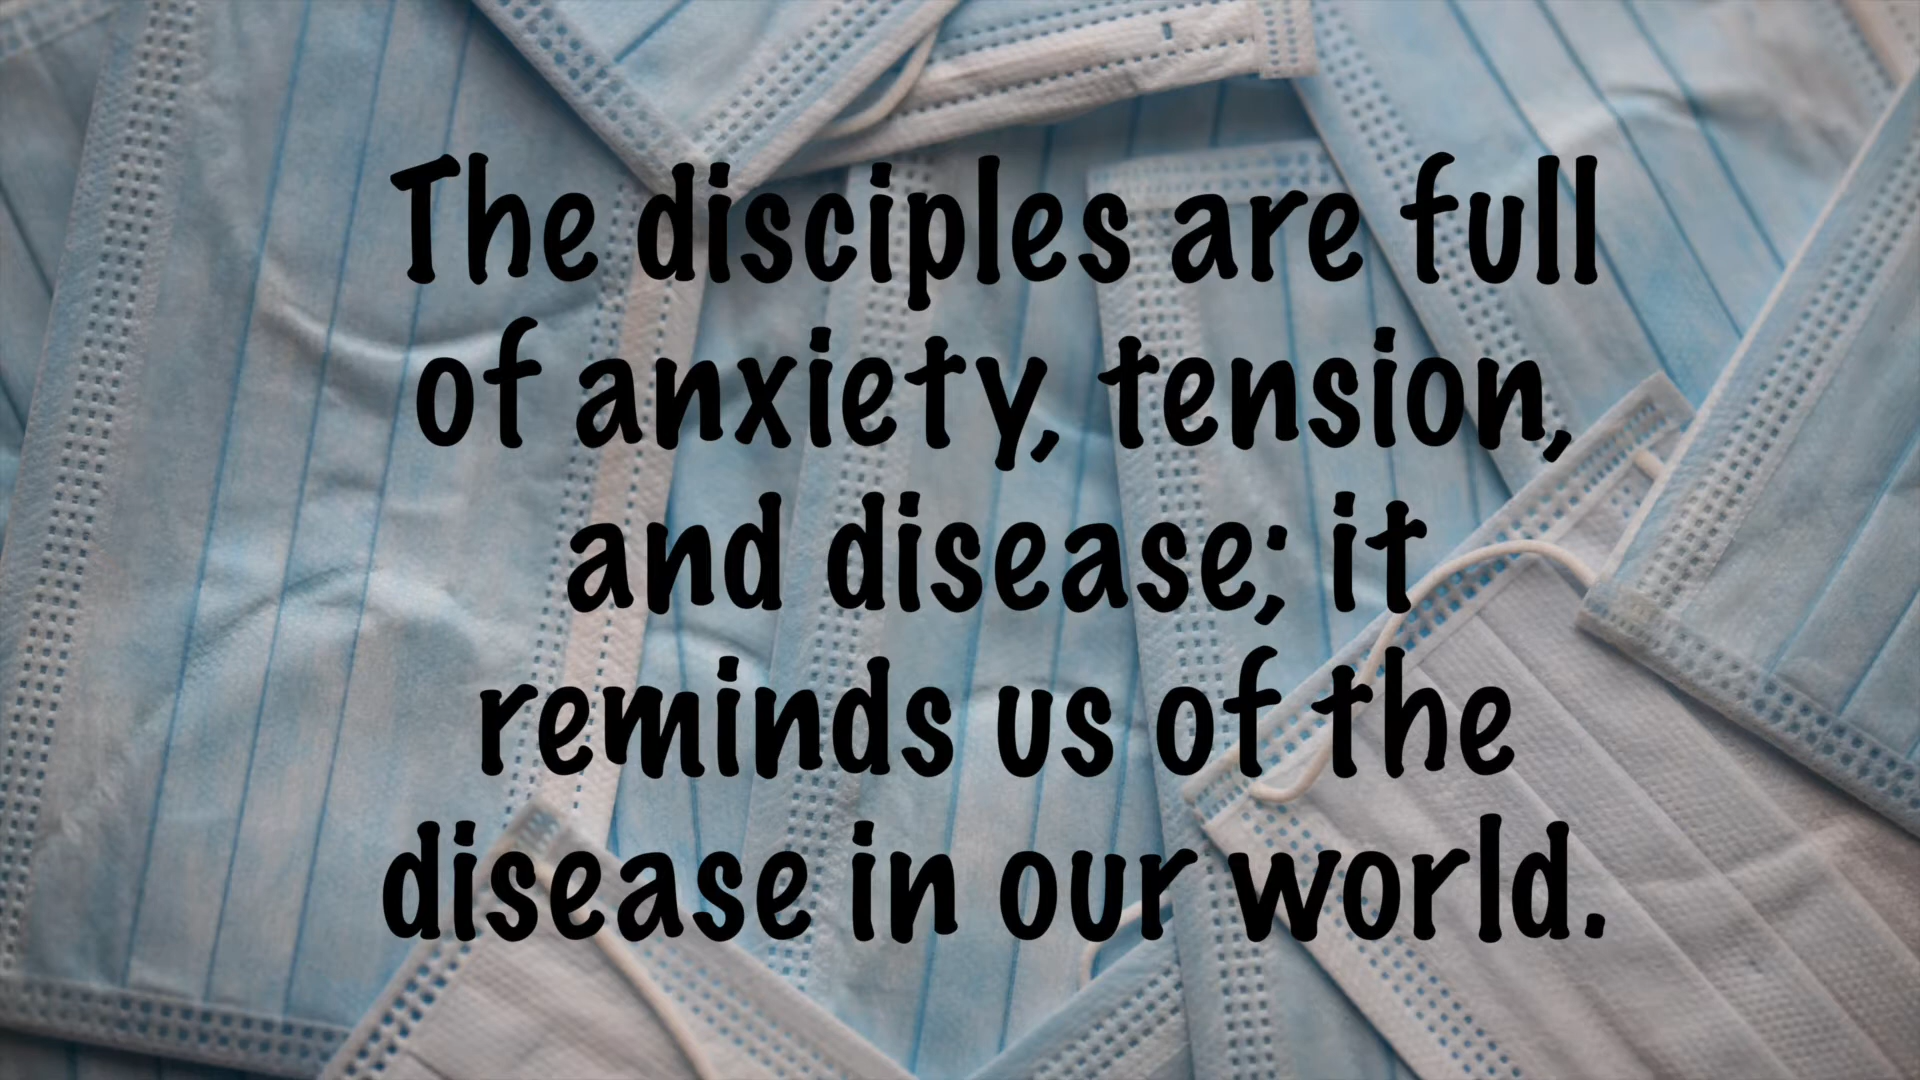 The disciples are full
of anxiety, tension,
and disease; it
reminds us of the
disease in our world.